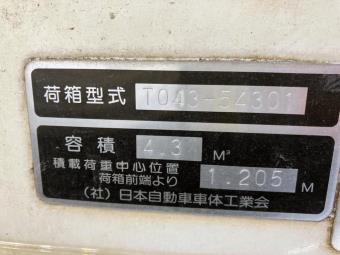 荷箱型式 T043-54301
容積 4.3 M³
積載荷重中心位置
荷箱前端より 1.205 M
（社）日本自動車車体工業会